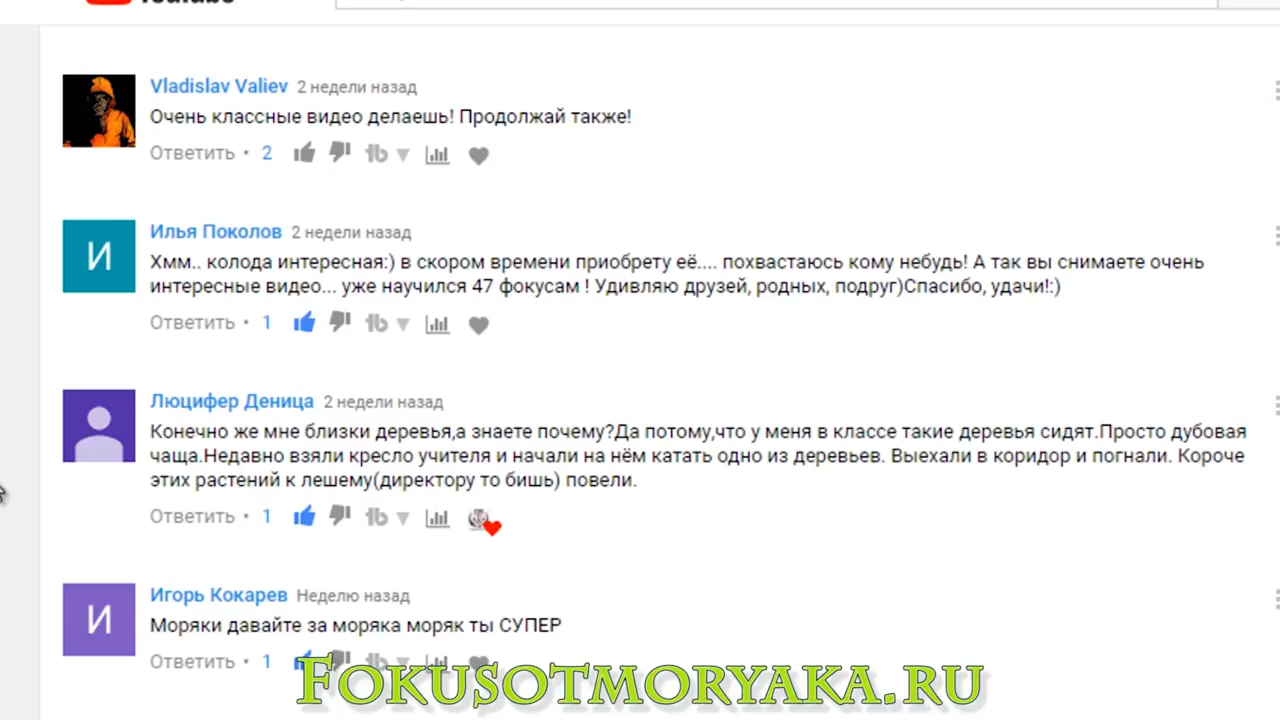 YouTube
Vladislav Valiev 2 недели назад
Очень классные видео делаешь! Продолжай также!
Ответить • 2
И
Илья Поколов 2 недели назад
Хмм.. колода интересная:) в скором времени приобрету её.... похвастаюсь кому небудь! А так вы снимаете очень
интересные видео... уже научился 47 фокусам ! Удивляю друзей, родных, подруг)Спасибо, удачи!:)
Ответить • 1
Люцифер Деница 2 недели назад
Конечно же мне близки деревья,а знаете почему?Да потому,что у меня в классе такие деревья сидят.Просто дубовая
чаща.Недавно взяли кресло учителя и начали на нём катать одно из деревьев. Выехали в коридор и погнали. Короче
этих растений к лешему(директору то бишь) повели.
Ответить • 1
И
Игорь Кокарев Неделю назад
Моряки давайте за моряка моряк ты СУПЕР
Ответить • 1
Fokusotmoryaka.ru